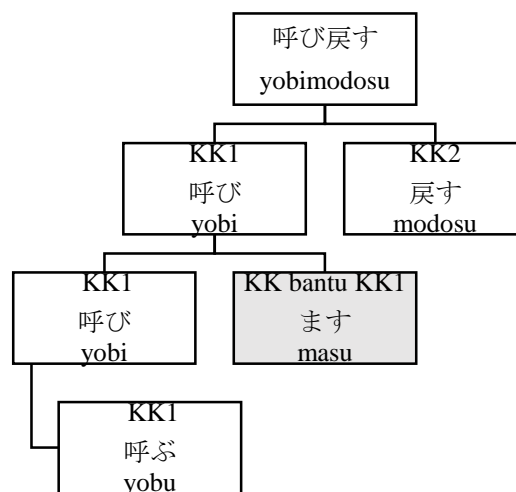 呼び戻す
yobimodosu
KK1
呼び
yobi
KK2
戻す
modosu
KK1
呼び
yobi
KK bantu KK1
ます
masu
KK1
呼ぶ
yobu